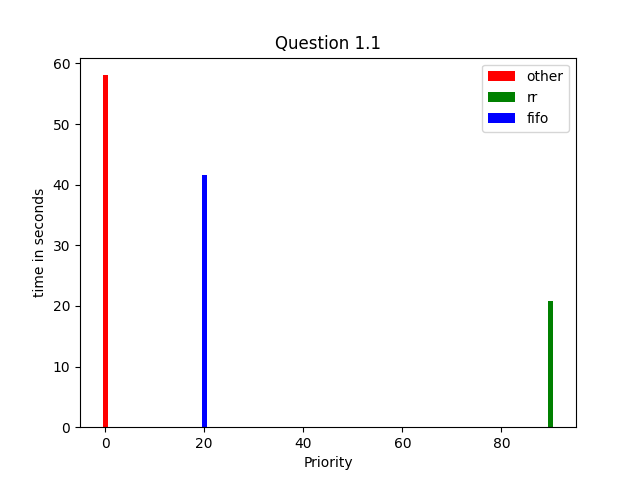 Question 1.1
other
rr
fifo
60
50
40
30
20
10
0
time in seconds
0 20 40 60 80
Priority